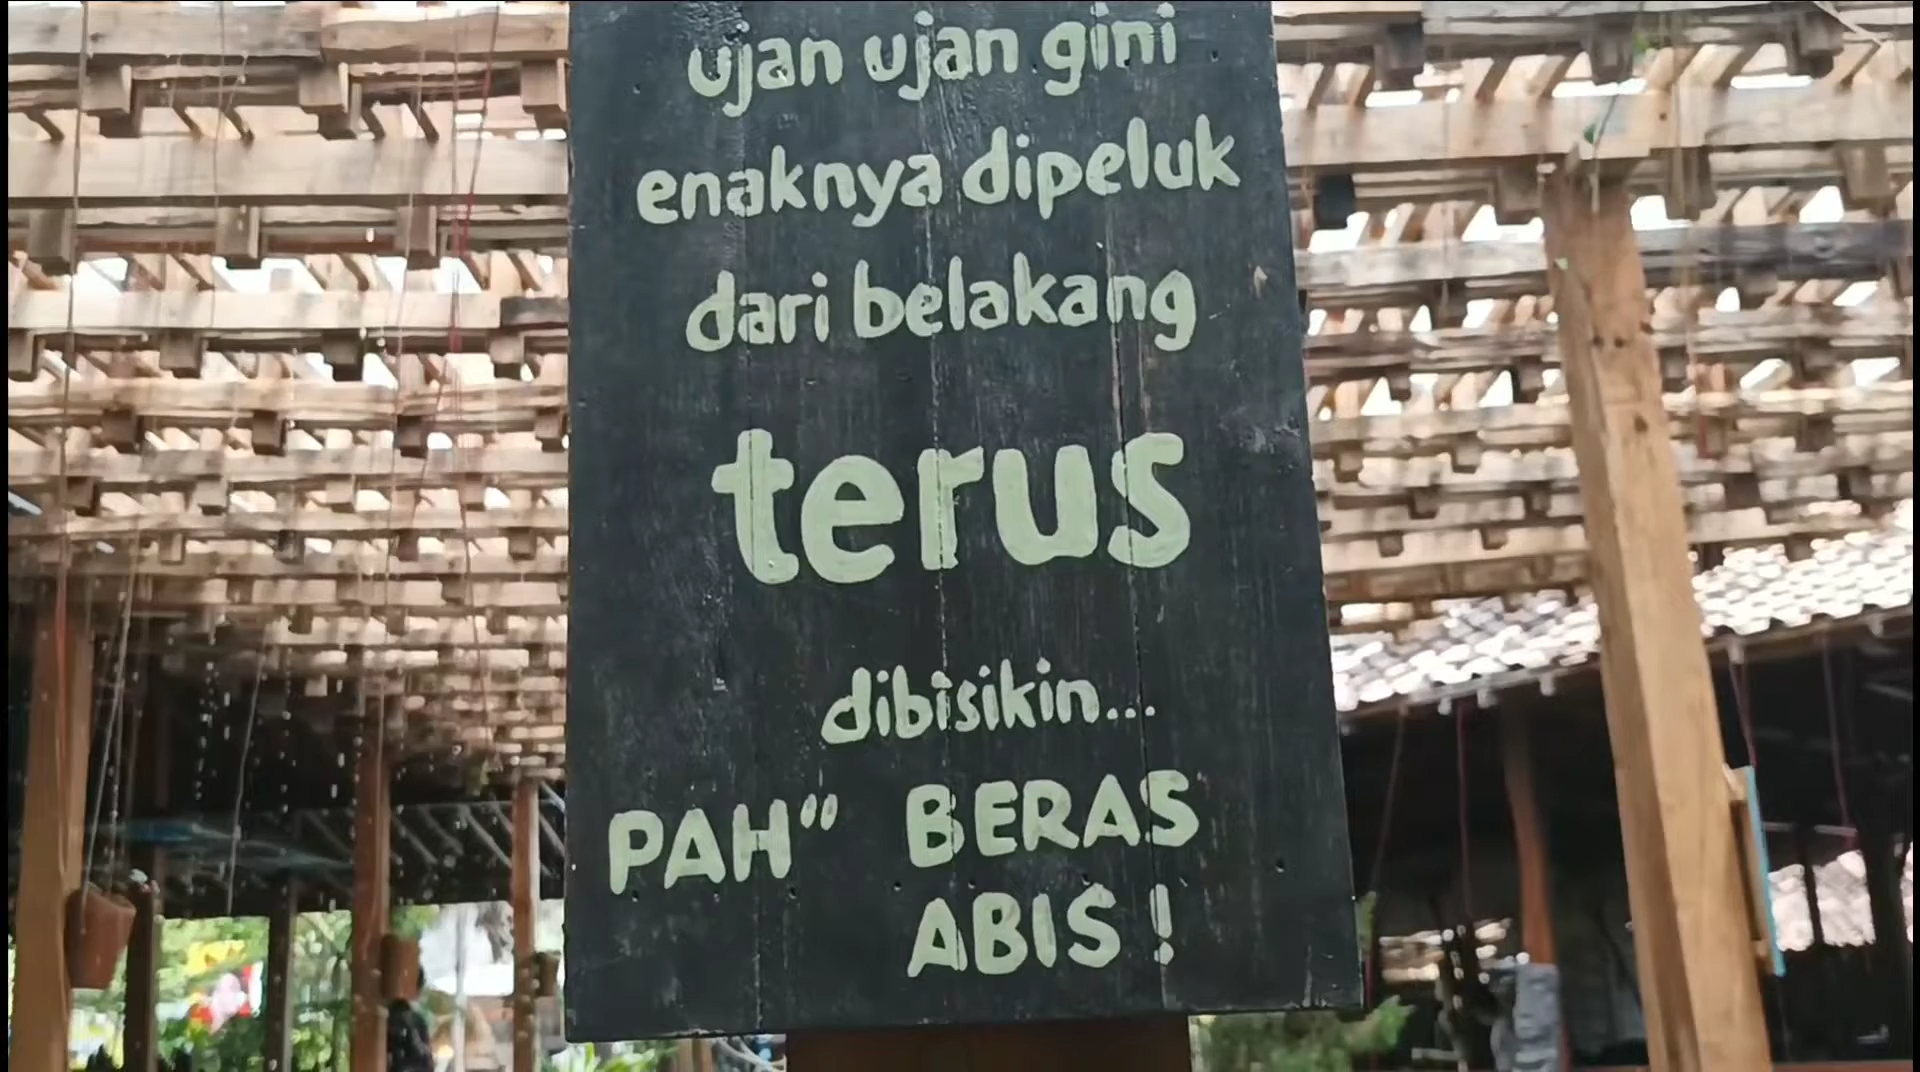 ujan ujan gini
enaknya dipeluk
dari belakang
terus
dibisikin...
PAH" BERAS
ABIS !